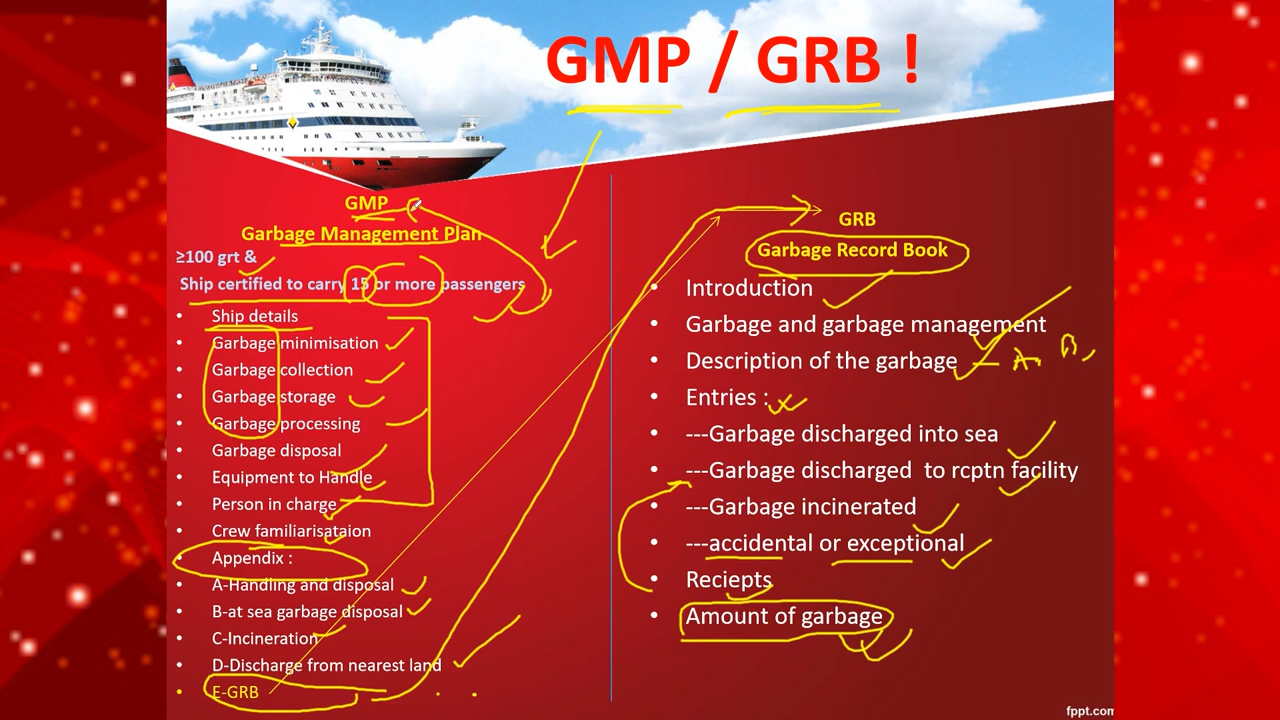 GMP / GRB !
GMP
Garbage Management Plan
≥100 grt &
Ship certified to carry 15 or more passengers
• Ship details
• Garbage minimisation
• Garbage collection
• Garbage storage
• Garbage processing
• Garbage disposal
• Equipment to Handle
• Person in charge
• Crew familiarisataion
• Appendix :
• A-Handling and disposal
• B-at sea garbage disposal
• C-Incineration
• D-Discharge from nearest land
• E-GRB
GRB
Garbage Record Book
• Introduction
• Garbage and garbage management
• Description of the garbage – A, B,
• Entries :
• ---Garbage discharged into sea
• ---Garbage discharged to rcptn facility
• ---Garbage incinerated
• ---accidental or exceptional
• Reciepts
• Amount of garbage
fppt.com